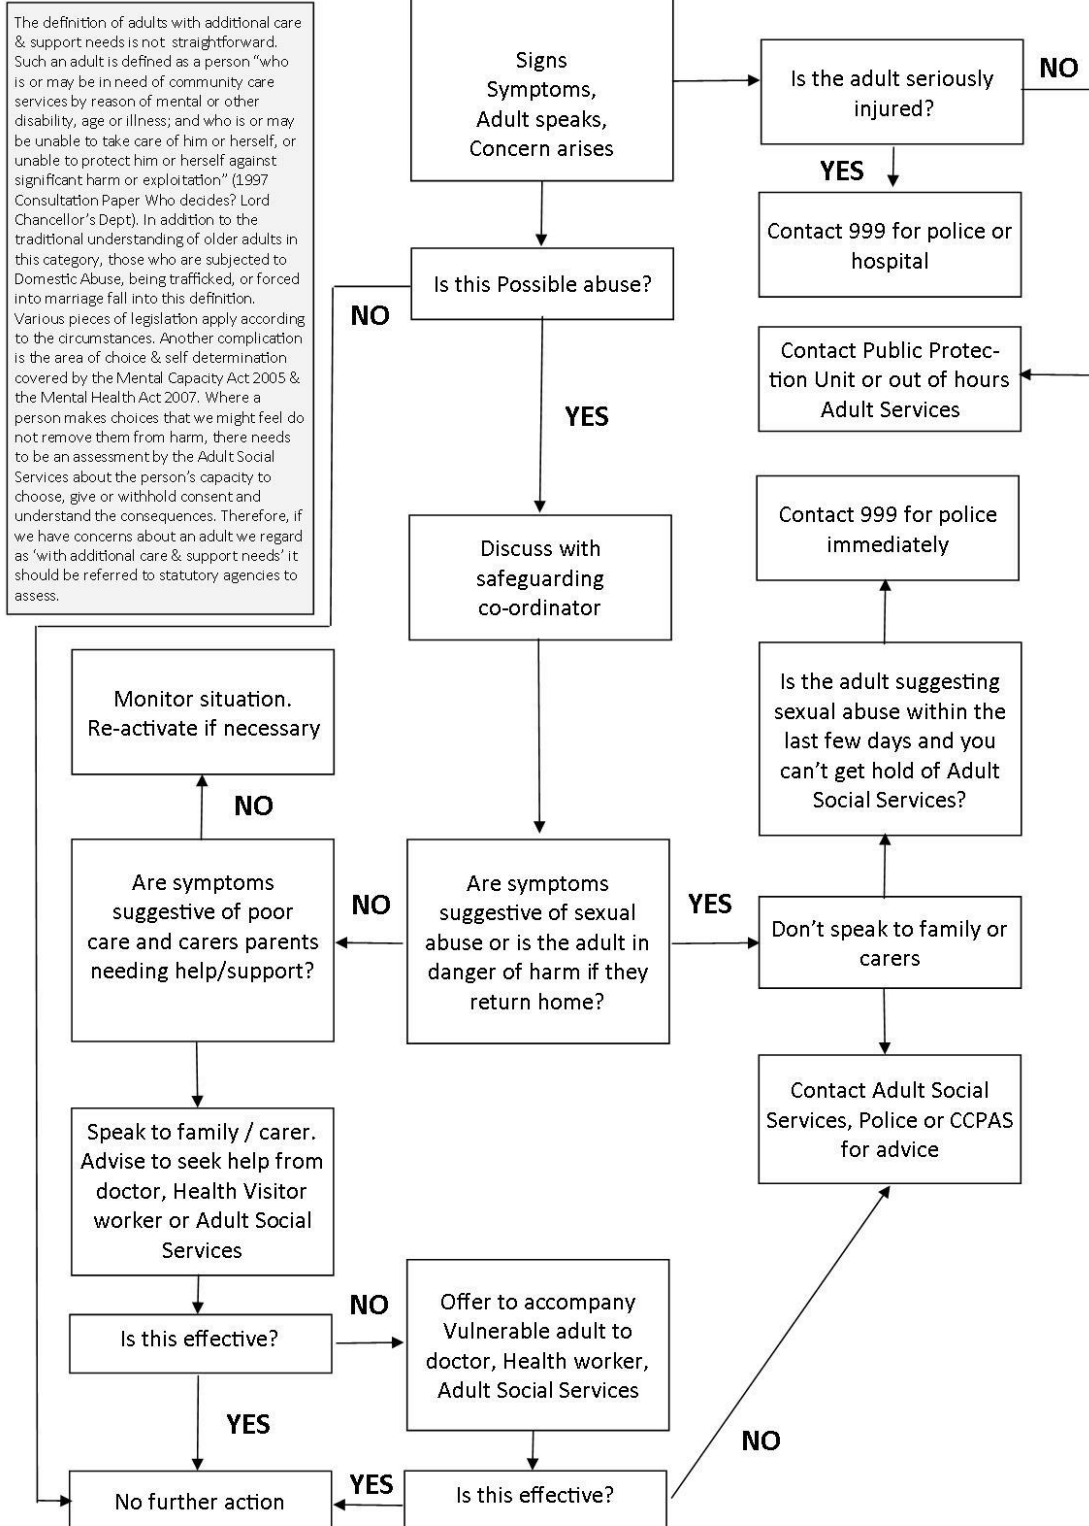 The definition of adults with additional care
& support needs is not straightforward.
Such an adult is defined as a person “who
is or may be in need of community care
services by reason of mental or other
disability, age or illness; and who is or may
be unable to take care of him or herself, or
unable to protect him or herself against
significant harm or exploitation” (1997
Consultation Paper Who decides? Lord
Chancellor’s Dept). In addition to the
traditional understanding of older adults in
this category, those who are subjected to
Domestic Abuse, being trafficked, or forced
into marriage fall into this definition.
Various pieces of legislation apply according
to the circumstances. Another complication
is the area of choice & self determination
covered by the Mental Capacity Act 2005 &
the Mental Health Act 2007. Where a
person makes choices that we might feel do
not remove them from harm, there needs
to be an assessment by the Adult Social
Services about the person’s capacity to
choose, give or withhold consent and
understand the consequences. Therefore, if
we have concerns about an adult we regard
as ‘with additional care & support needs’ it
should be referred to statutory agencies to
assess.
Signs
Symptoms,
Adult speaks,
Concern arises
Is the adult seriously
injured?
NO
YES
Contact 999 for police or
hospital
Contact Public Protec-
tion Unit or out of hours
Adult Services
Is this Possible abuse?
NO
YES
Discuss with
safeguarding
co-ordinator
Contact 999 for police
immediately
Is the adult suggesting
sexual abuse within the
last few days and you
can’t get hold of Adult
Social Services?
Monitor situation.
Re-activate if necessary
NO
Are symptoms
suggestive of poor
care and carers parents
needing help/support?
NO
Are symptoms
suggestive of sexual
abuse or is the adult in
danger of harm if they
return home?
YES
Don’t speak to family or
carers
Contact Adult Social
Services, Police or CCPAS
for advice
Speak to family / carer.
Advise to seek help from
doctor, Health Visitor
worker or Adult Social
Services
Is this effective?
NO
Offer to accompany
Vulnerable adult to
doctor, Health worker,
Adult Social Services
YES
No further action
YES
Is this effective?
NO